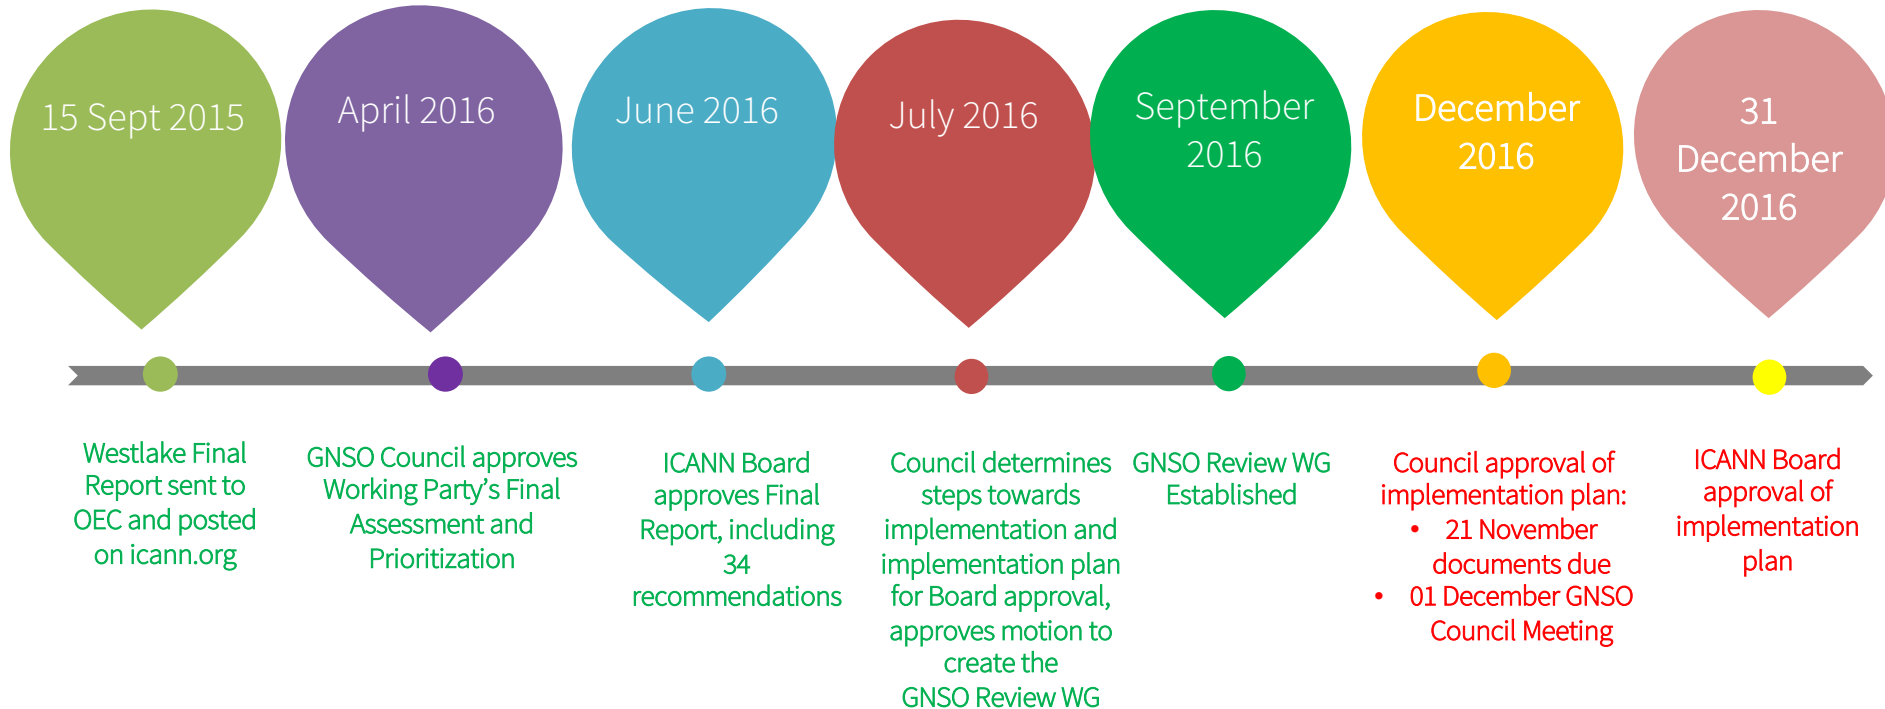 15 Sept 2015
April 2016
June 2016
July 2016
September
2016
December
2016
31
December
2016
Westlake Final
Report sent to
OEC and posted
on icann.org
GNSO Council approves
Working Party’s Final
Assessment and
Prioritization
ICANN Board
approves Final
Report, including
34
recommendations
Council determines
steps towards
implementation and
implementation plan
for Board approval,
approves motion to
create the
GNSO Review WG
GNSO Review WG
Established
Council approval of
implementation plan:
• 21 November
documents due
• 01 December GNSO
Council Meeting
ICANN Board
approval of
implementation
plan